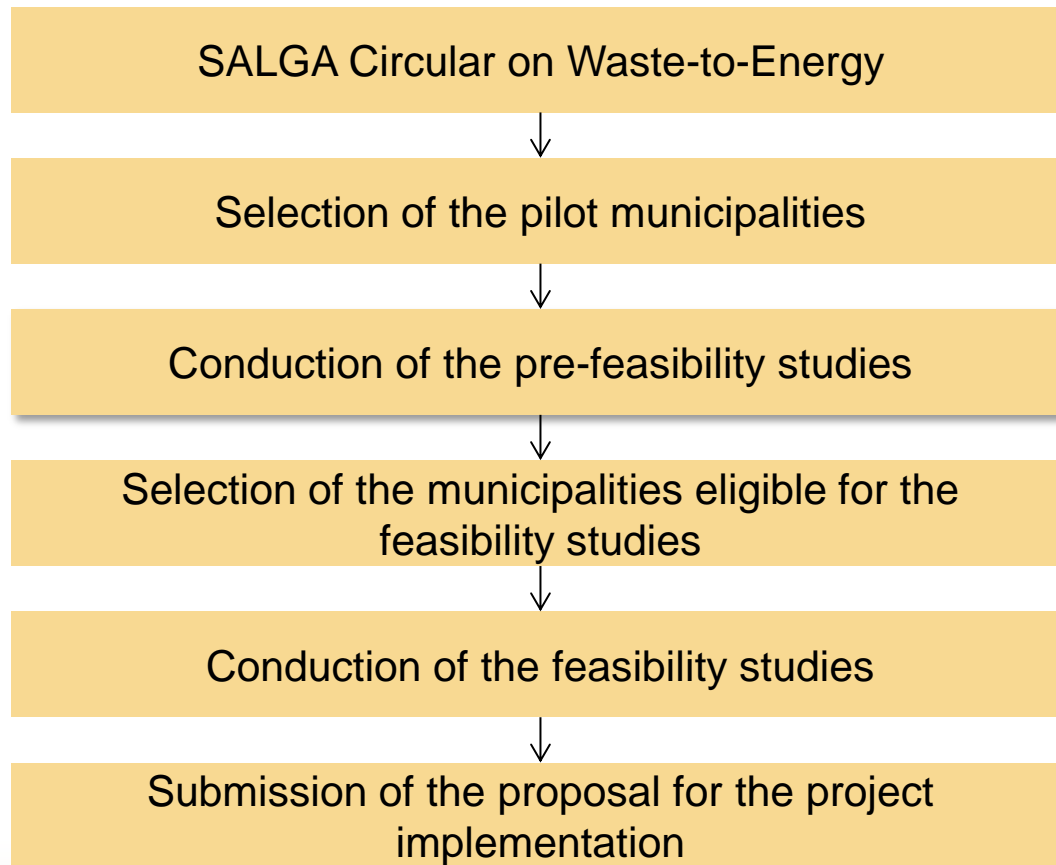 SALGA Circular on Waste-to-Energy
Selection of the pilot municipalities
Conduction of the pre-feasibility studies
Selection of the municipalities eligible for the
feasibility studies
Conduction of the feasibility studies
Submission of the proposal for the project
implementation